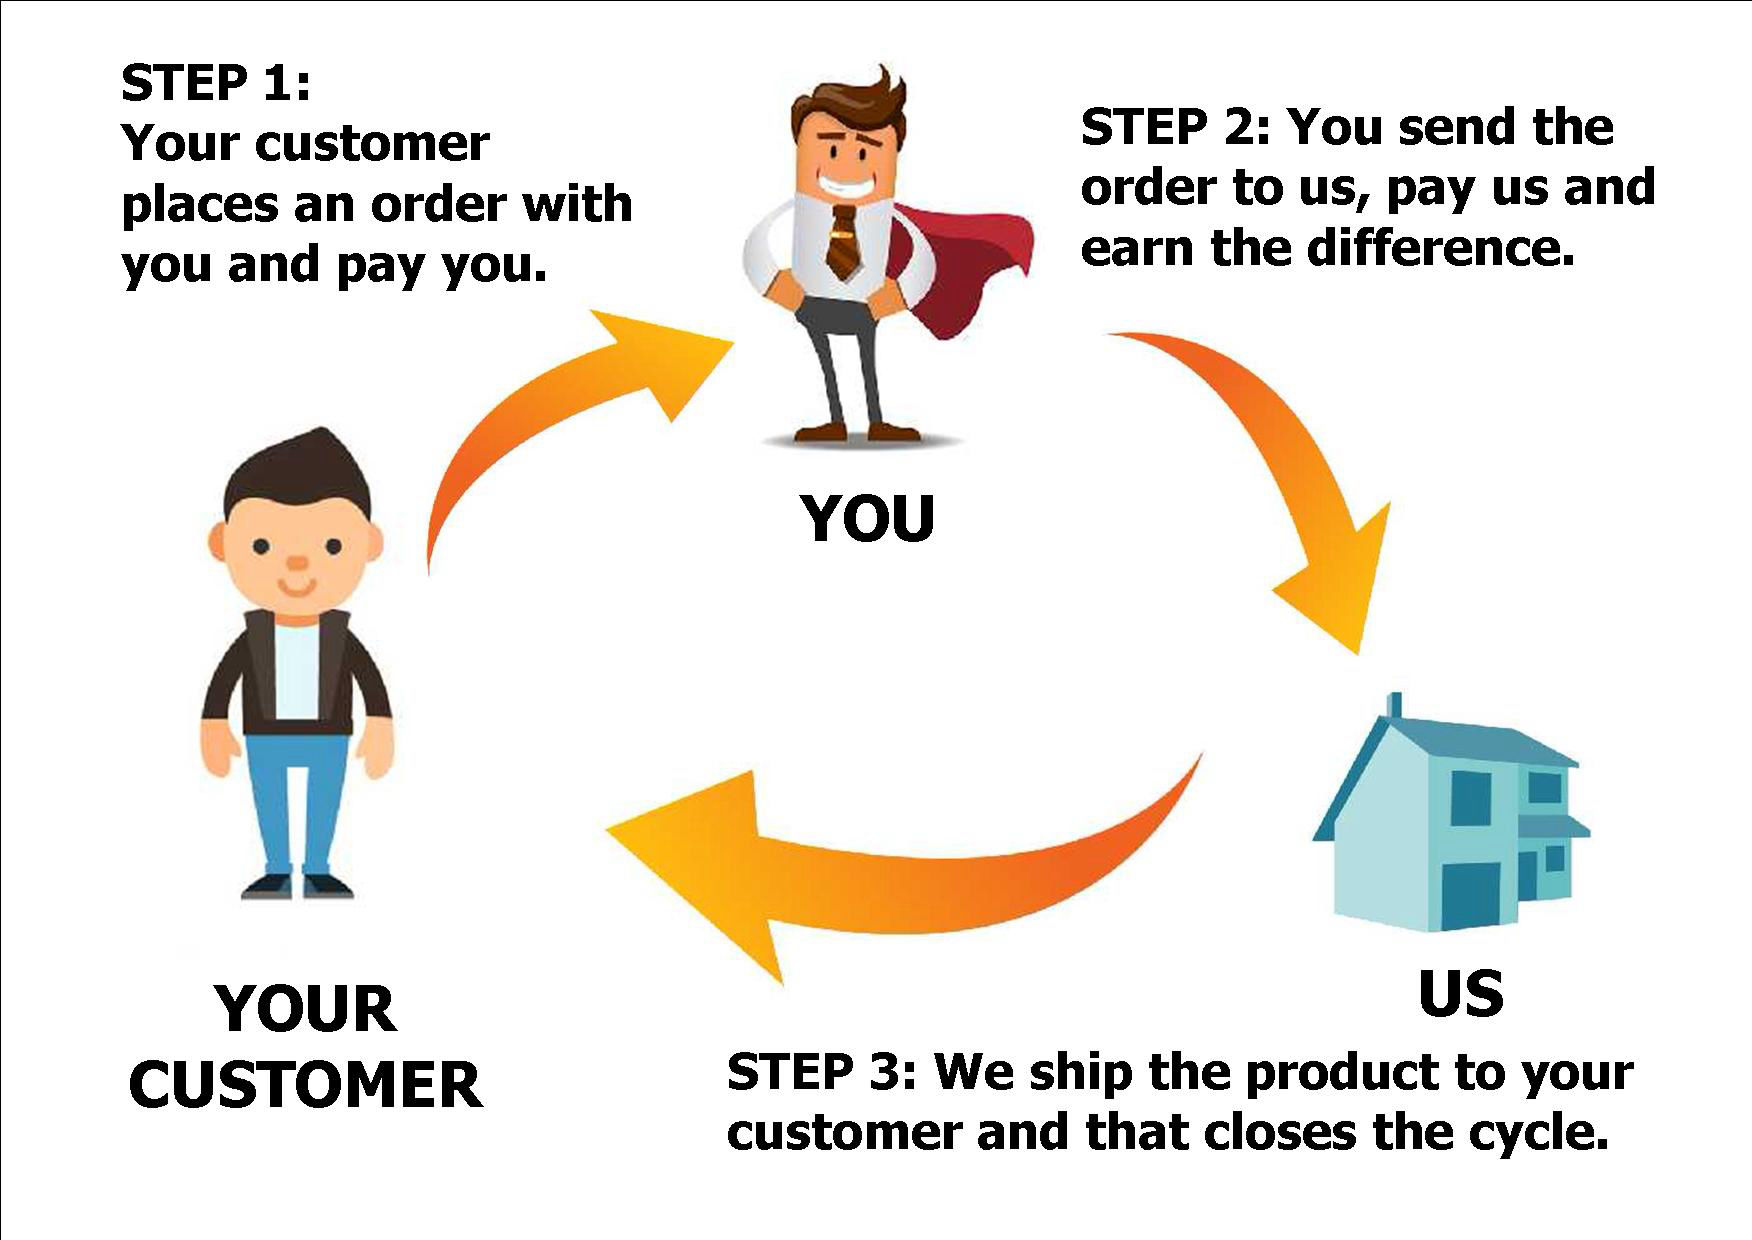 STEP 1:
Your customer
places an order with
you and pay you.
STEP 2: You send the
order to us, pay us and
earn the difference.
YOU
YOUR
CUSTOMER
US
STEP 3: We ship the product to your
customer and that closes the cycle.